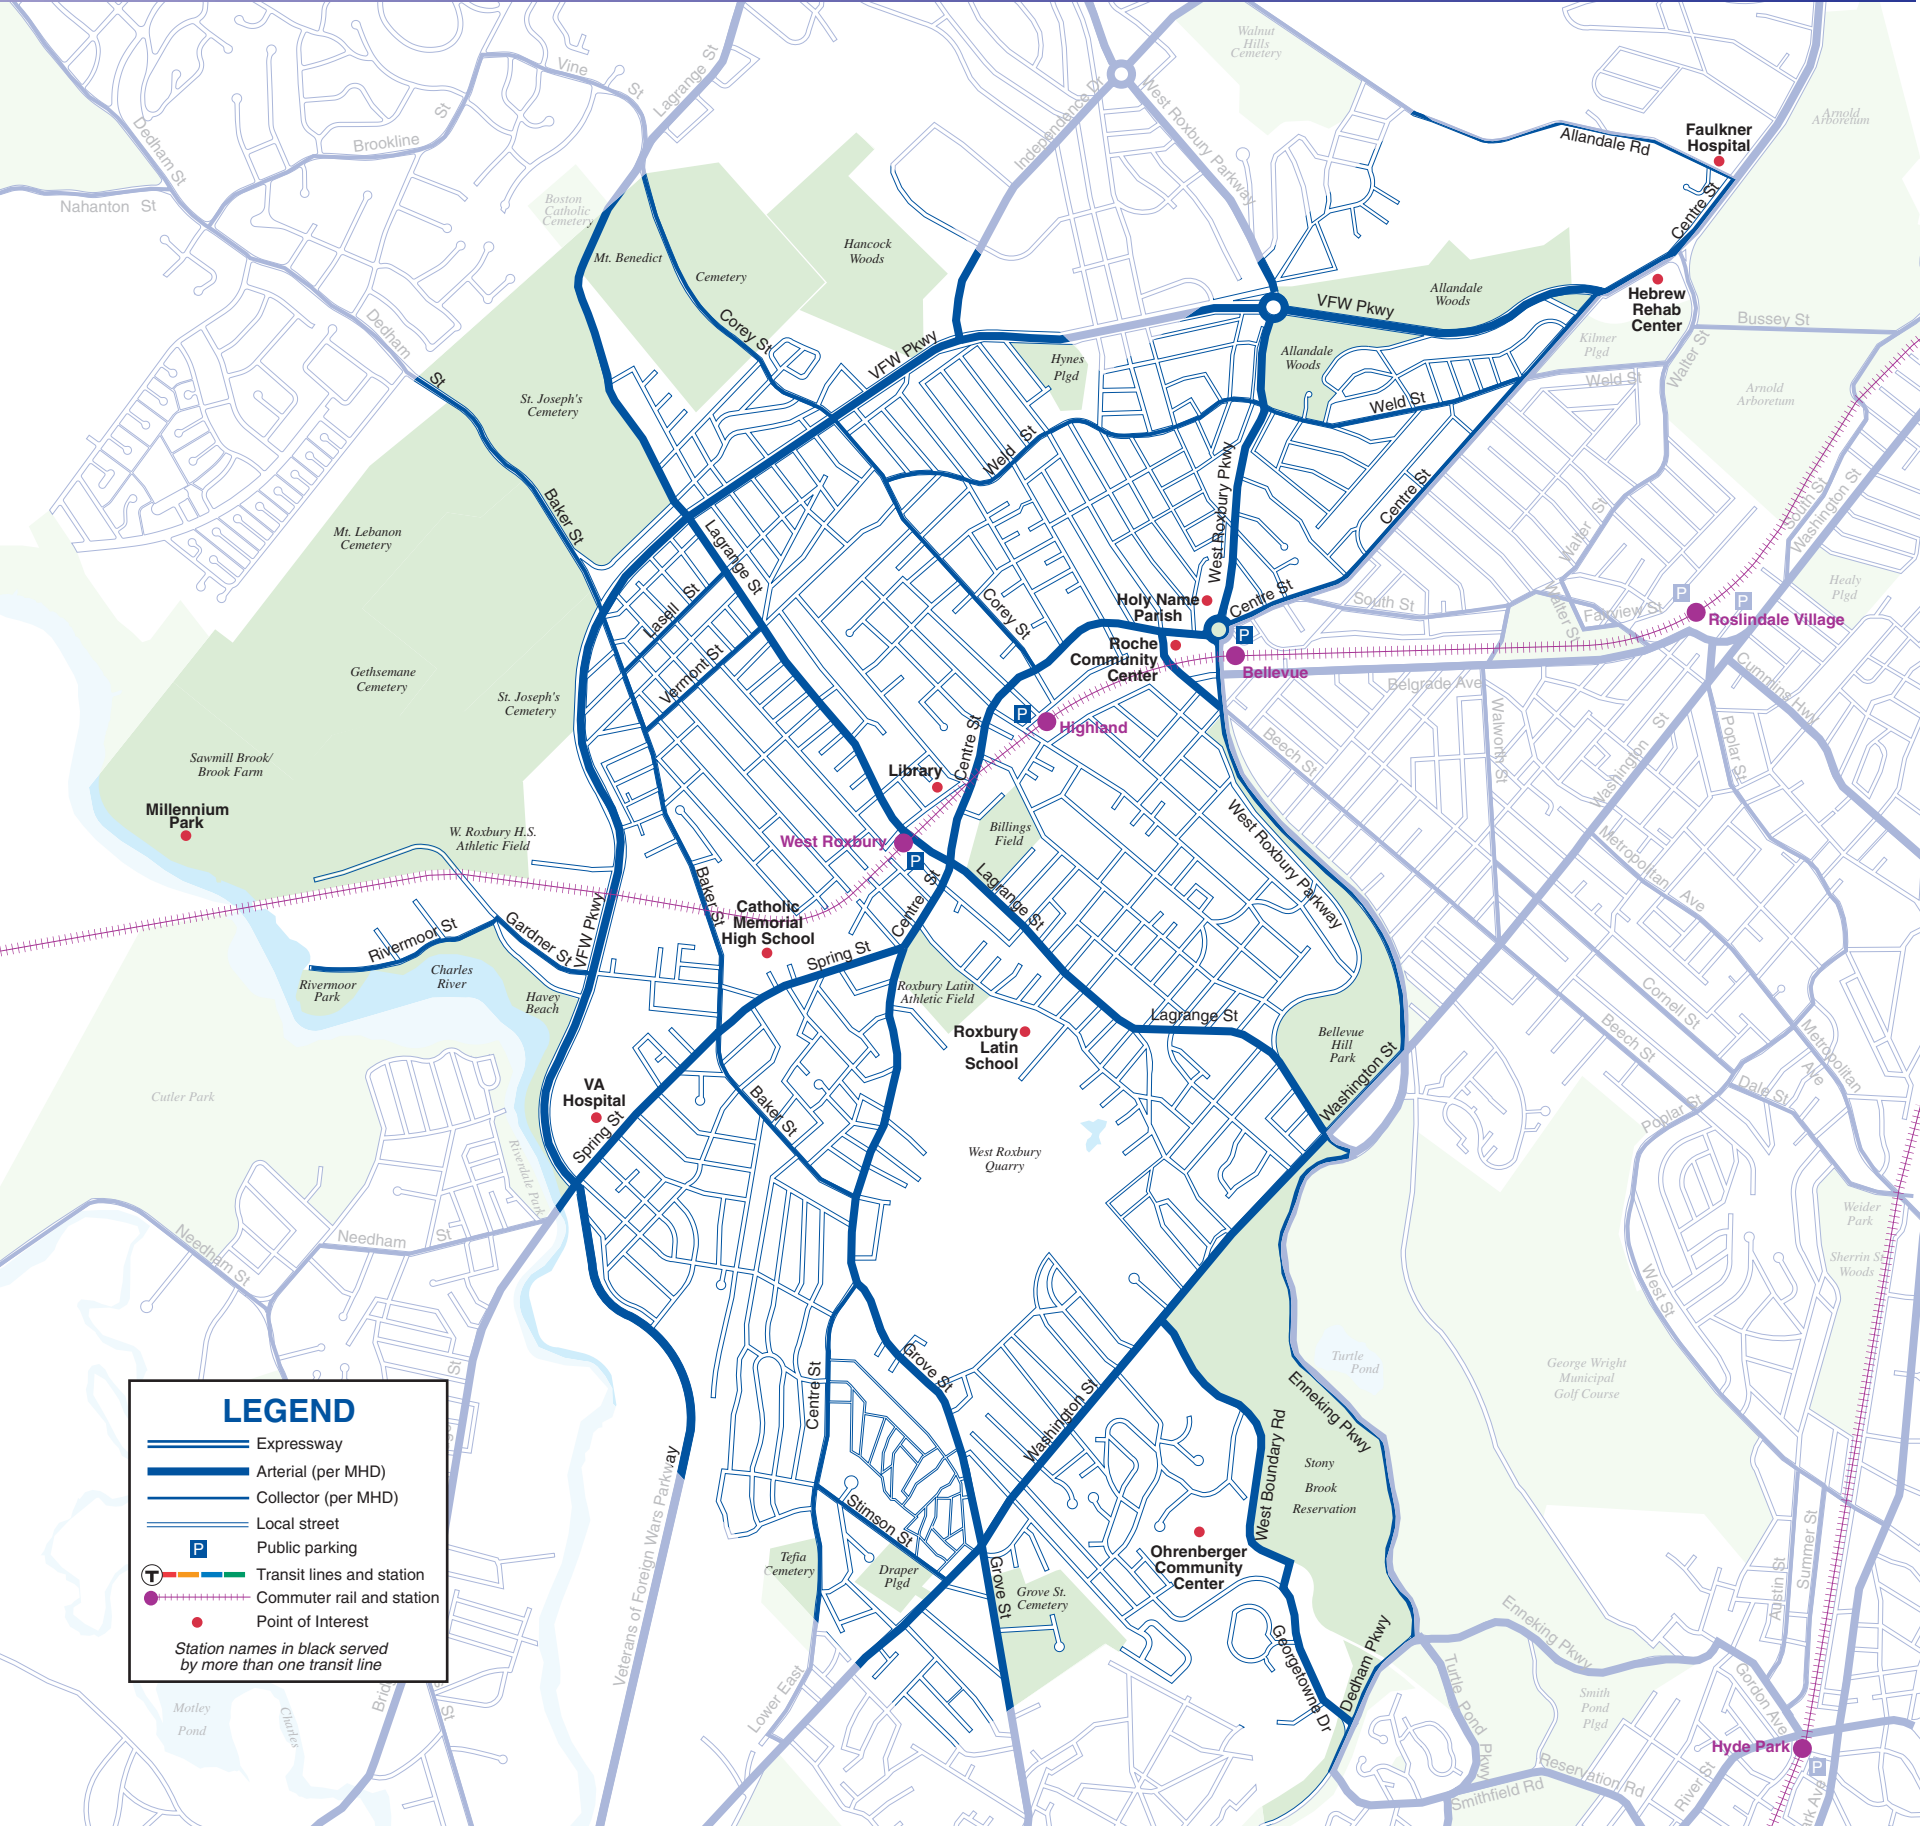 Walnut
Hills
Cemetery
Vine
St
Lagrange St
St
Brookline
Dedham St
Nahanton St
Independence Dr
West Roxbury Parkway
Arnold
Arboretum
Allandale Rd
Faulkner
Hospital
Centre St
Boston
Catholic
Cemetery
Mt. Benedict
Cemetery
Hancock
Woods
Allandale
Woods
VFW Pkwy
Hebrew
Rehab
Center
Bussey St
Dedham
St
Corey St
VFW Pkwy
Hynes
Plgd
Allandale
Woods
Kilmer
Plgd
Walter St
Weld St
Arnold
Arboretum
St. Joseph's
Cemetery
Weld St
Weld St
West Roxbury Pkwy
Centre St
South St
Washington St
Baker St
Mt. Lebanon
Cemetery
Lagrange St
Lasell St
Corey St
Walter St
Healy
Plgd
Holy Name
Parish
Centre St
South St
Walter St
Fairview St
P
P
Roslindale Village
P
Roche
Community
Center
Bellevue
Belgrade Ave
Cummins Hwy
Vermont St
Gethsemane
Cemetery
St. Joseph's
Cemetery
P
Highland
Centre St
Beech St
Walworth St
Washington St
Poplar St
Sawmill Brook/
Brook Farm
Library
Millennium
Park
W. Roxbury H.S.
Athletic Field
West Roxbury
P
Billings
Field
West Roxbury Parkway
Metropolitan Ave
Lagrange St
Centre St
Baker St
Catholic
Memorial
High School
Spring St
Rivermoor St
Gardner St
VFW Pkwy
Charles
River
Rivermoor
Park
Havey
Beach
Roxbury Latin
Athletic Field
Roxbury
Latin
School
Lagrange St
Bellevue
Hill
Park
Washington St
Cornell St
Beech St
Metropolitan
Ave
Dale St
Poplar St
Cutler Park
VA
Hospital
Spring St
Baker St
Riverdale Park
West Roxbury
Quarry
Needham St
Needham St
Weider
Park
Sherrin St
Woods
West St
Turtle
Pond
George Wright
Municipal
Golf Course
Enneking Pkwy
Grove St
Centre St
Washington St
West Boundary Rd
Stony
Brook
Reservation
St
Veterans of Foreign Wars Parkway
Stimson St
Ohrenberger
Community
Center
Tefia
Cemetery
Draper
Plgd
Grove St
Grove St.
Cemetery
Georgetowne Dr
Dedham Pkwy
Enneking Pkwy
Austin St
Summer St
Lower East
Turtle Pond Pkwy
Smith
Pond
Plgd
Gordon Ave
Hyde Park
P
Reservation Rd
Smithfield Rd
River St
Motley
Pond
Charles
St
LEGEND
Expressway
Arterial (per MHD)
Collector (per MHD)
Local street
P Public parking
T Transit lines and station
Commuter rail and station
Point of Interest
Station names in black served
by more than one transit line